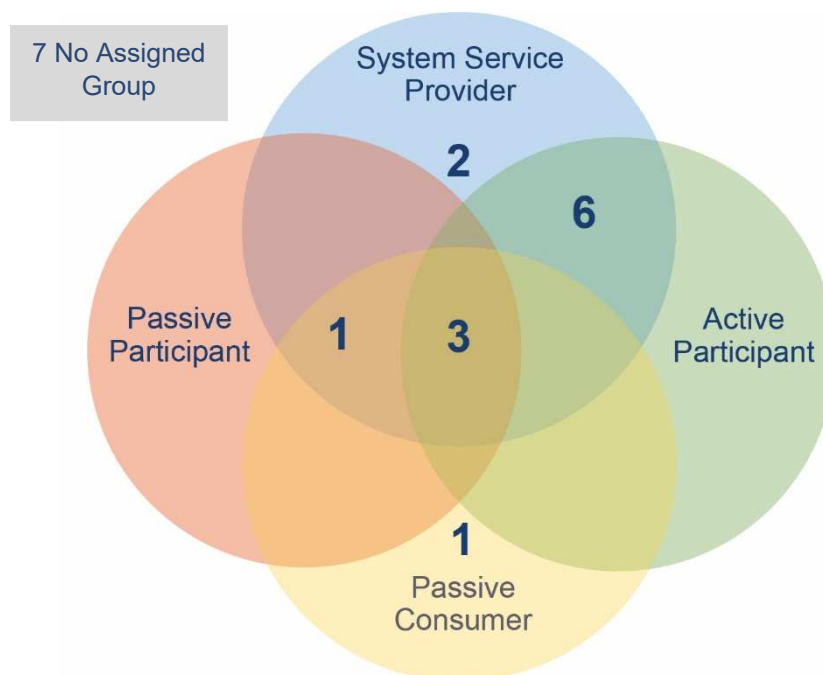 7 No Assigned
Group
System Service
Provider
2
6
Passive
Participant
1
3
Active
Participant
1
Passive
Consumer